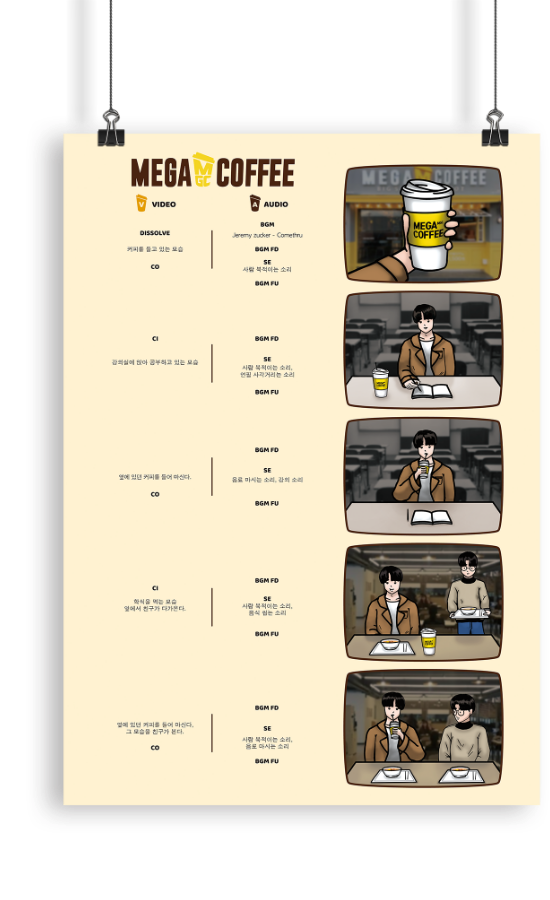 MEGA MGC COFFEE
V VIDEO
A AUDIO
DISSOLVE
커피를 들고 있는 모습
CO
BGM
Jeremy zucker - Comethru
BGM FD
SE
사람 북적이는 소리
BGM FU
MEGA COFFEE
MEGA COFFEE
CI
강의실에 앉아 공부하고 있는 모습
BGM FD
SE
사람 북적이는 소리,
연필 사각거리는 소리
BGM FU
옆에 있던 커피를 들어 마신다.
CO
BGM FD
SE
음료 마시는 소리, 강의 소리
BGM FU
CI
학식을 먹는 모습
옆에서 친구가 다가온다.
BGM FD
SE
사람 북적이는 소리,
음식 씹는 소리
BGM FU
옆에 있던 커피를 들어 마신다,
그 모습을 친구가 본다.
CO
BGM FD
SE
사람 북적이는 소리,
음료 마시는 소리
BGM FU